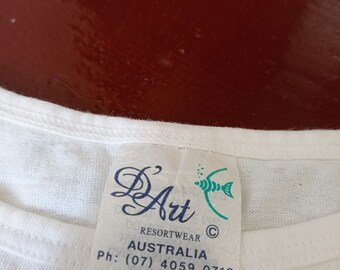 D'Art
©
RESORTWEAR
AUSTRALIA
Ph: (07) 4059